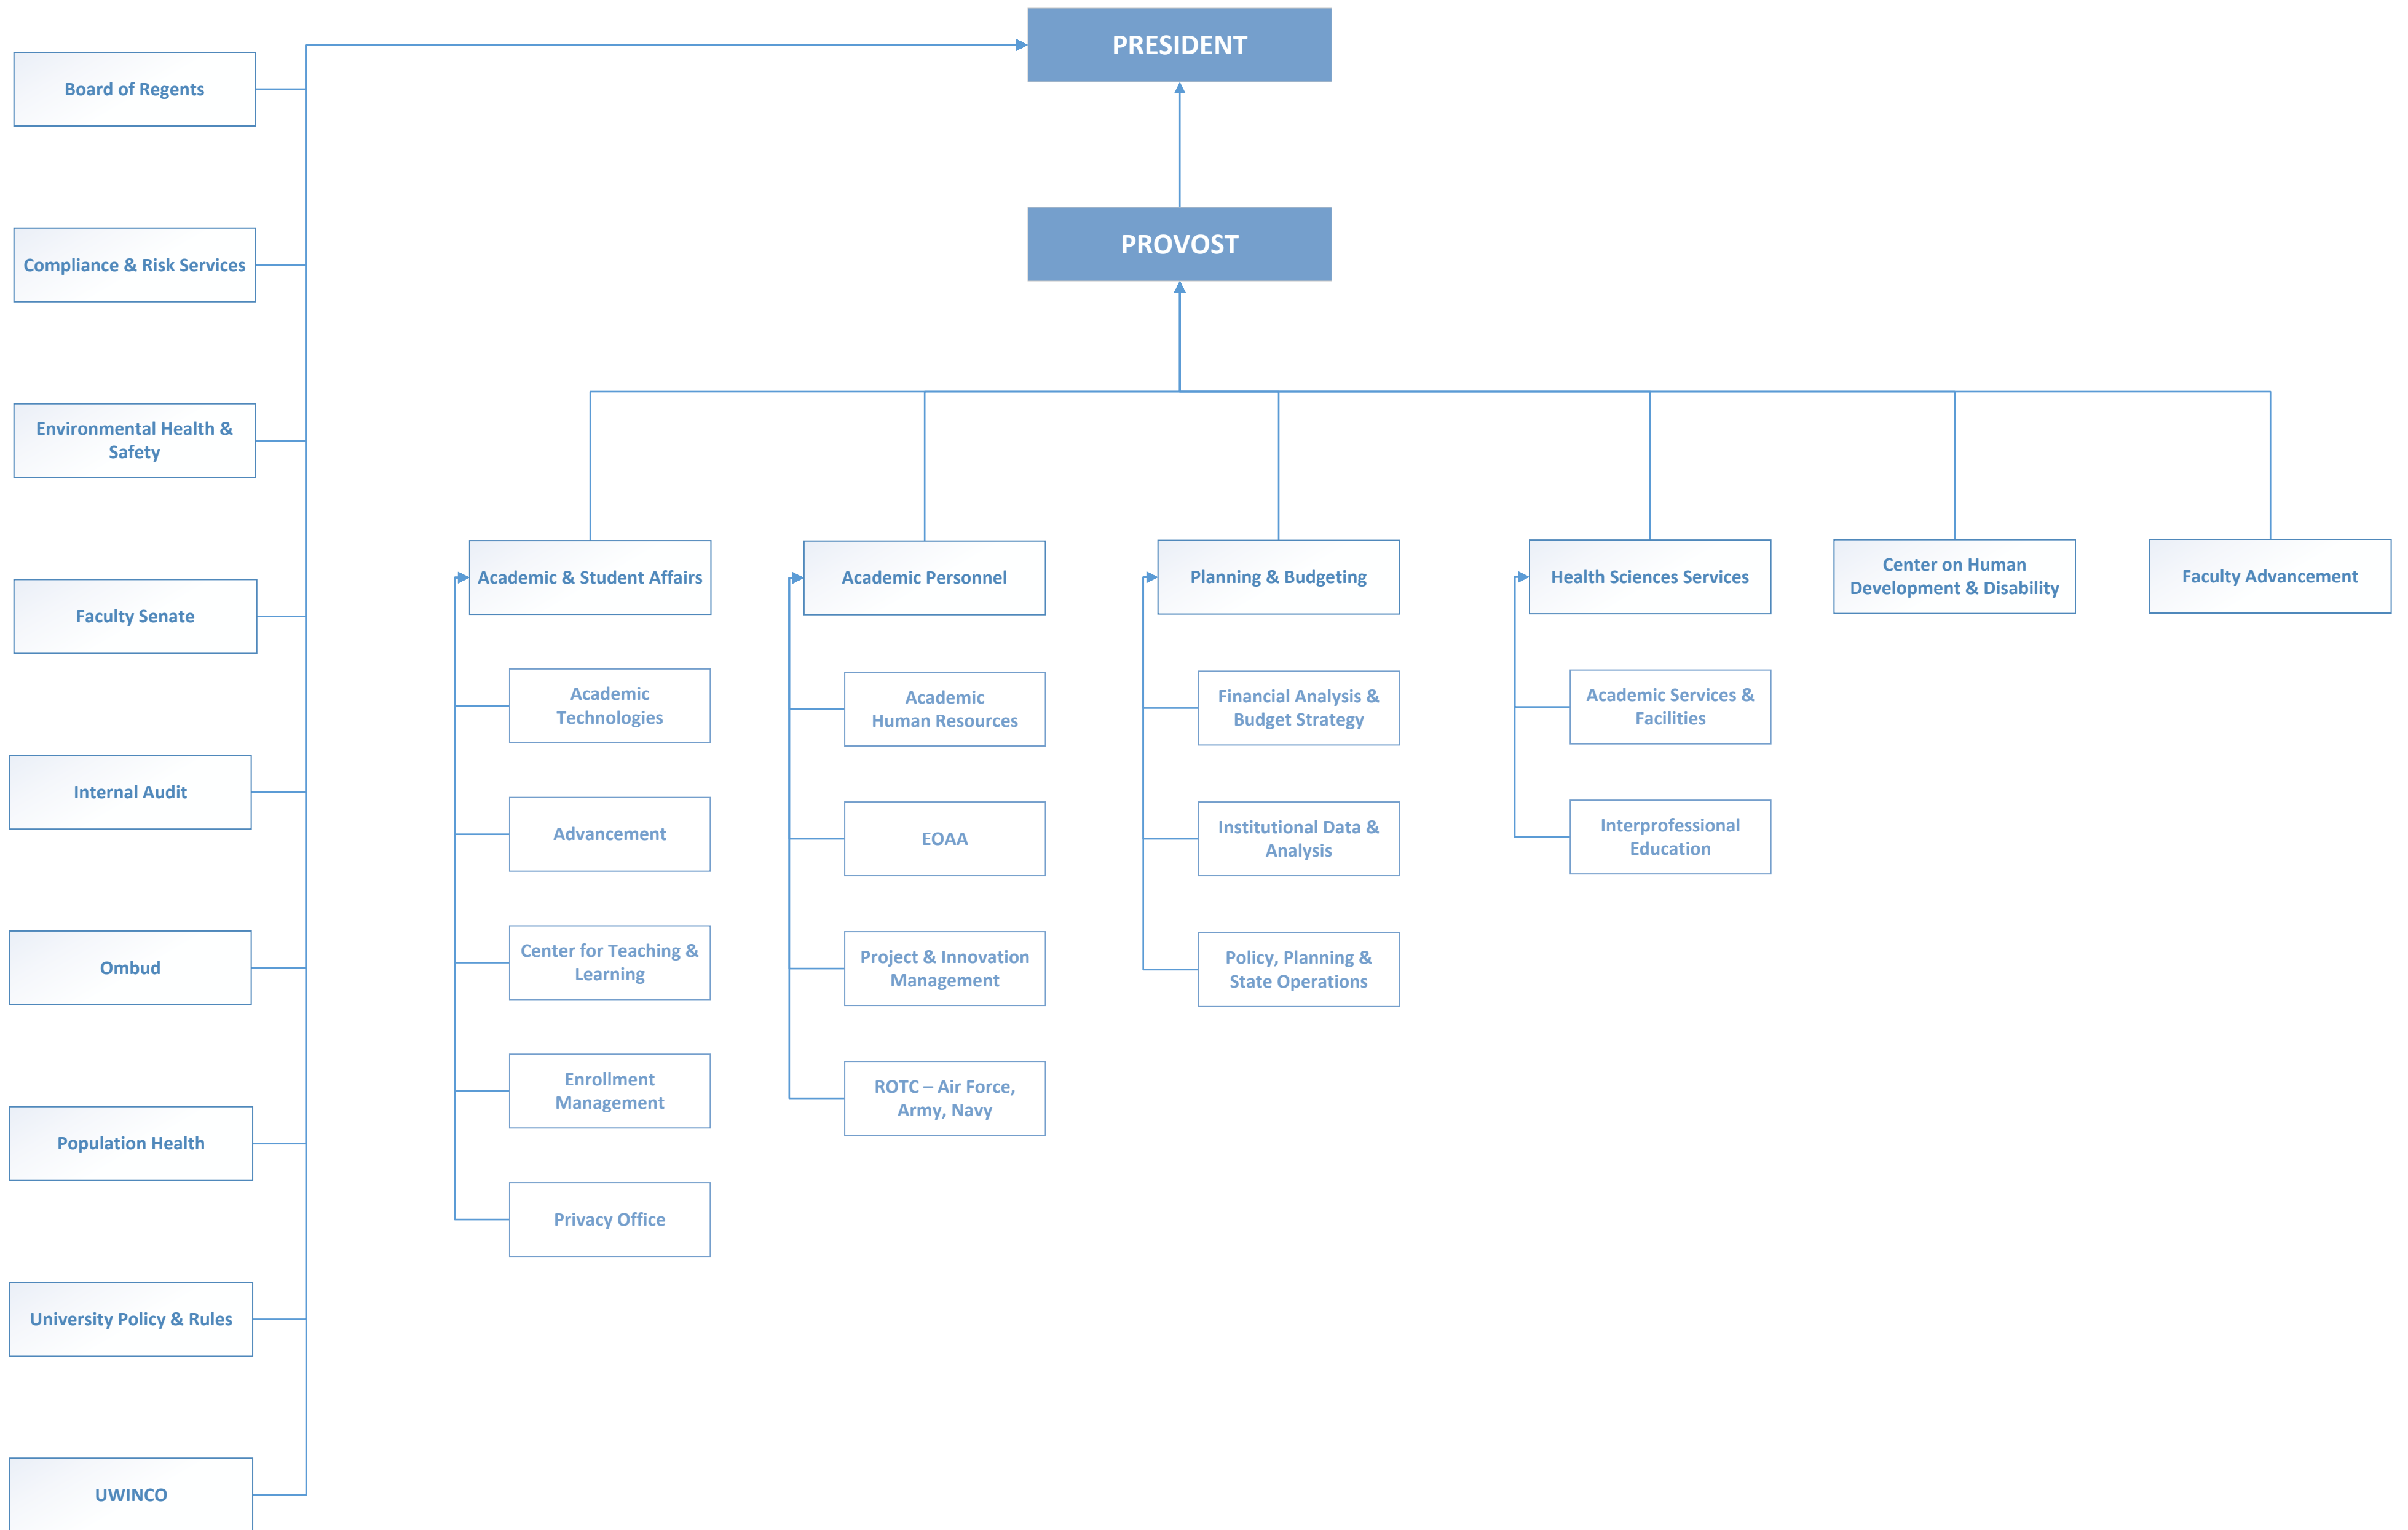 PRESIDENT
Board of Regents
PROVOST
Compliance & Risk Services
Environmental Health &
Safety
Faculty Senate
Internal Audit
Ombud
Population Health
University Policy & Rules
UWINCO
Academic & Student Affairs
Academic
Technologies
Advancement
Center for Teaching &
Learning
Enrollment
Management
Privacy Office
Academic Personnel
Academic
Human Resources
EOAA
Project & Innovation
Management
ROTC – Air Force,
Army, Navy
Planning & Budgeting
Financial Analysis &
Budget Strategy
Institutional Data &
Analysis
Policy, Planning &
State Operations
Health Sciences Services
Academic Services &
Facilities
Interprofessional
Education
Center on Human
Development & Disability
Faculty Advancement